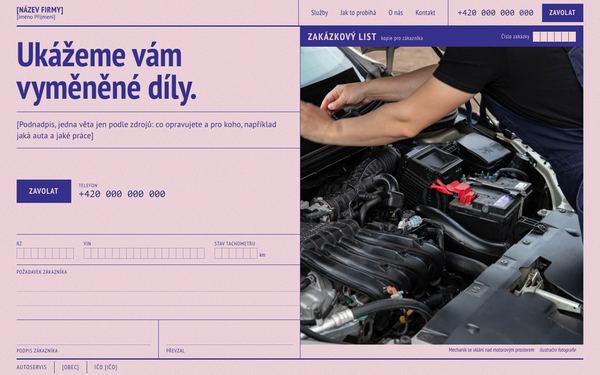 [NÁZEV FIRMY]
[Jméno Příjmení]
Služby
Jak to probíhá
O nás
Kontakt
+420 000 000 000
ZAVOLAT
Ukážeme vám
vyměněné díly.
[Podnadpis, jedna věta jen podle zdrojů: co opravujete a pro koho, například
jaká auta a jaké práce]
ZAVOLAT
TELEFON
+420 000 000 000
ZAKÁZKOVÝ LIST kopie pro zákazníka
Číslo zakázky
RZ
VIN
STAV TACHOMETRU
km
POŽADAVEK ZÁKAZNÍKA
PODPIS ZÁKAZNÍKA
PŘEVZAL
Mechanik se sklání nad motorovým prostorem ilustrační fotografie
AUTOSERVIS
[OBEC]
IČO [IČO]